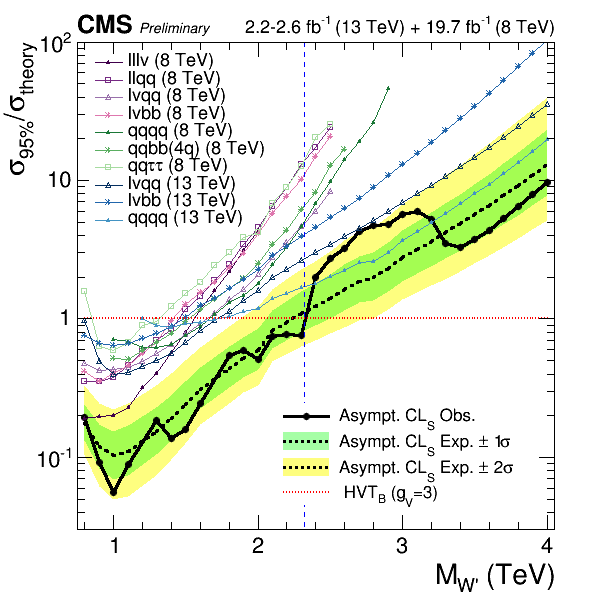 CMS Preliminary 2.2-2.6 fb⁻¹ (13 TeV) + 19.7 fb⁻¹ (8 TeV)
σ95%/σtheory
10²
10
1
10⁻¹
lllν (8 TeV)
llqq (8 TeV)
lνqq (8 TeV)
lνbb (8 TeV)
qqqq (8 TeV)
qqbb(4q) (8 TeV)
qqττ (8 TeV)
lνqq (13 TeV)
lνbb (13 TeV)
qqqq (13 TeV)
Asympt. CLS Obs.
Asympt. CLS Exp. ± 1σ
Asympt. CLS Exp. ± 2σ
HVTB (gV=3)
1 2 3 4
MW' (TeV)